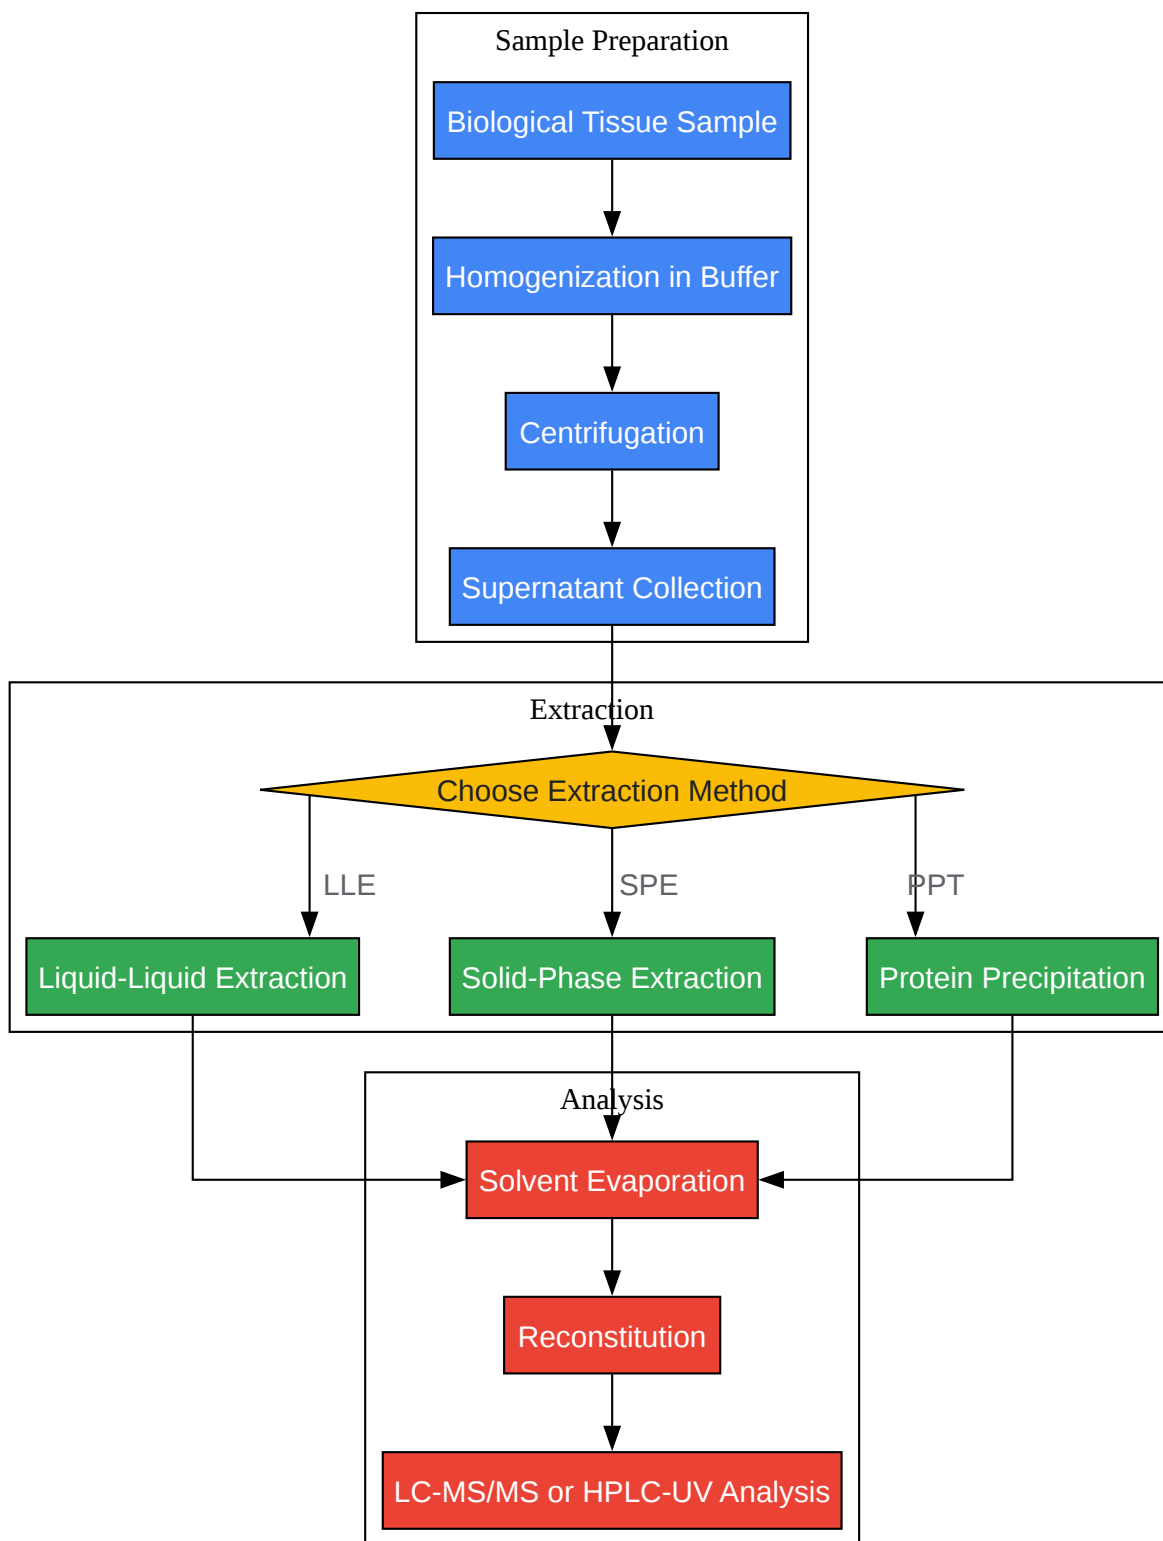 Sample Preparation
Biological Tissue Sample
Homogenization in Buffer
Centrifugation
Supernatant Collection
Extraction
Choose Extraction Method
LLE
SPE
PPT
Liquid-Liquid Extraction
Solid-Phase Extraction
Protein Precipitation
Analysis
Solvent Evaporation
Reconstitution
LC-MS/MS or HPLC-UV Analysis